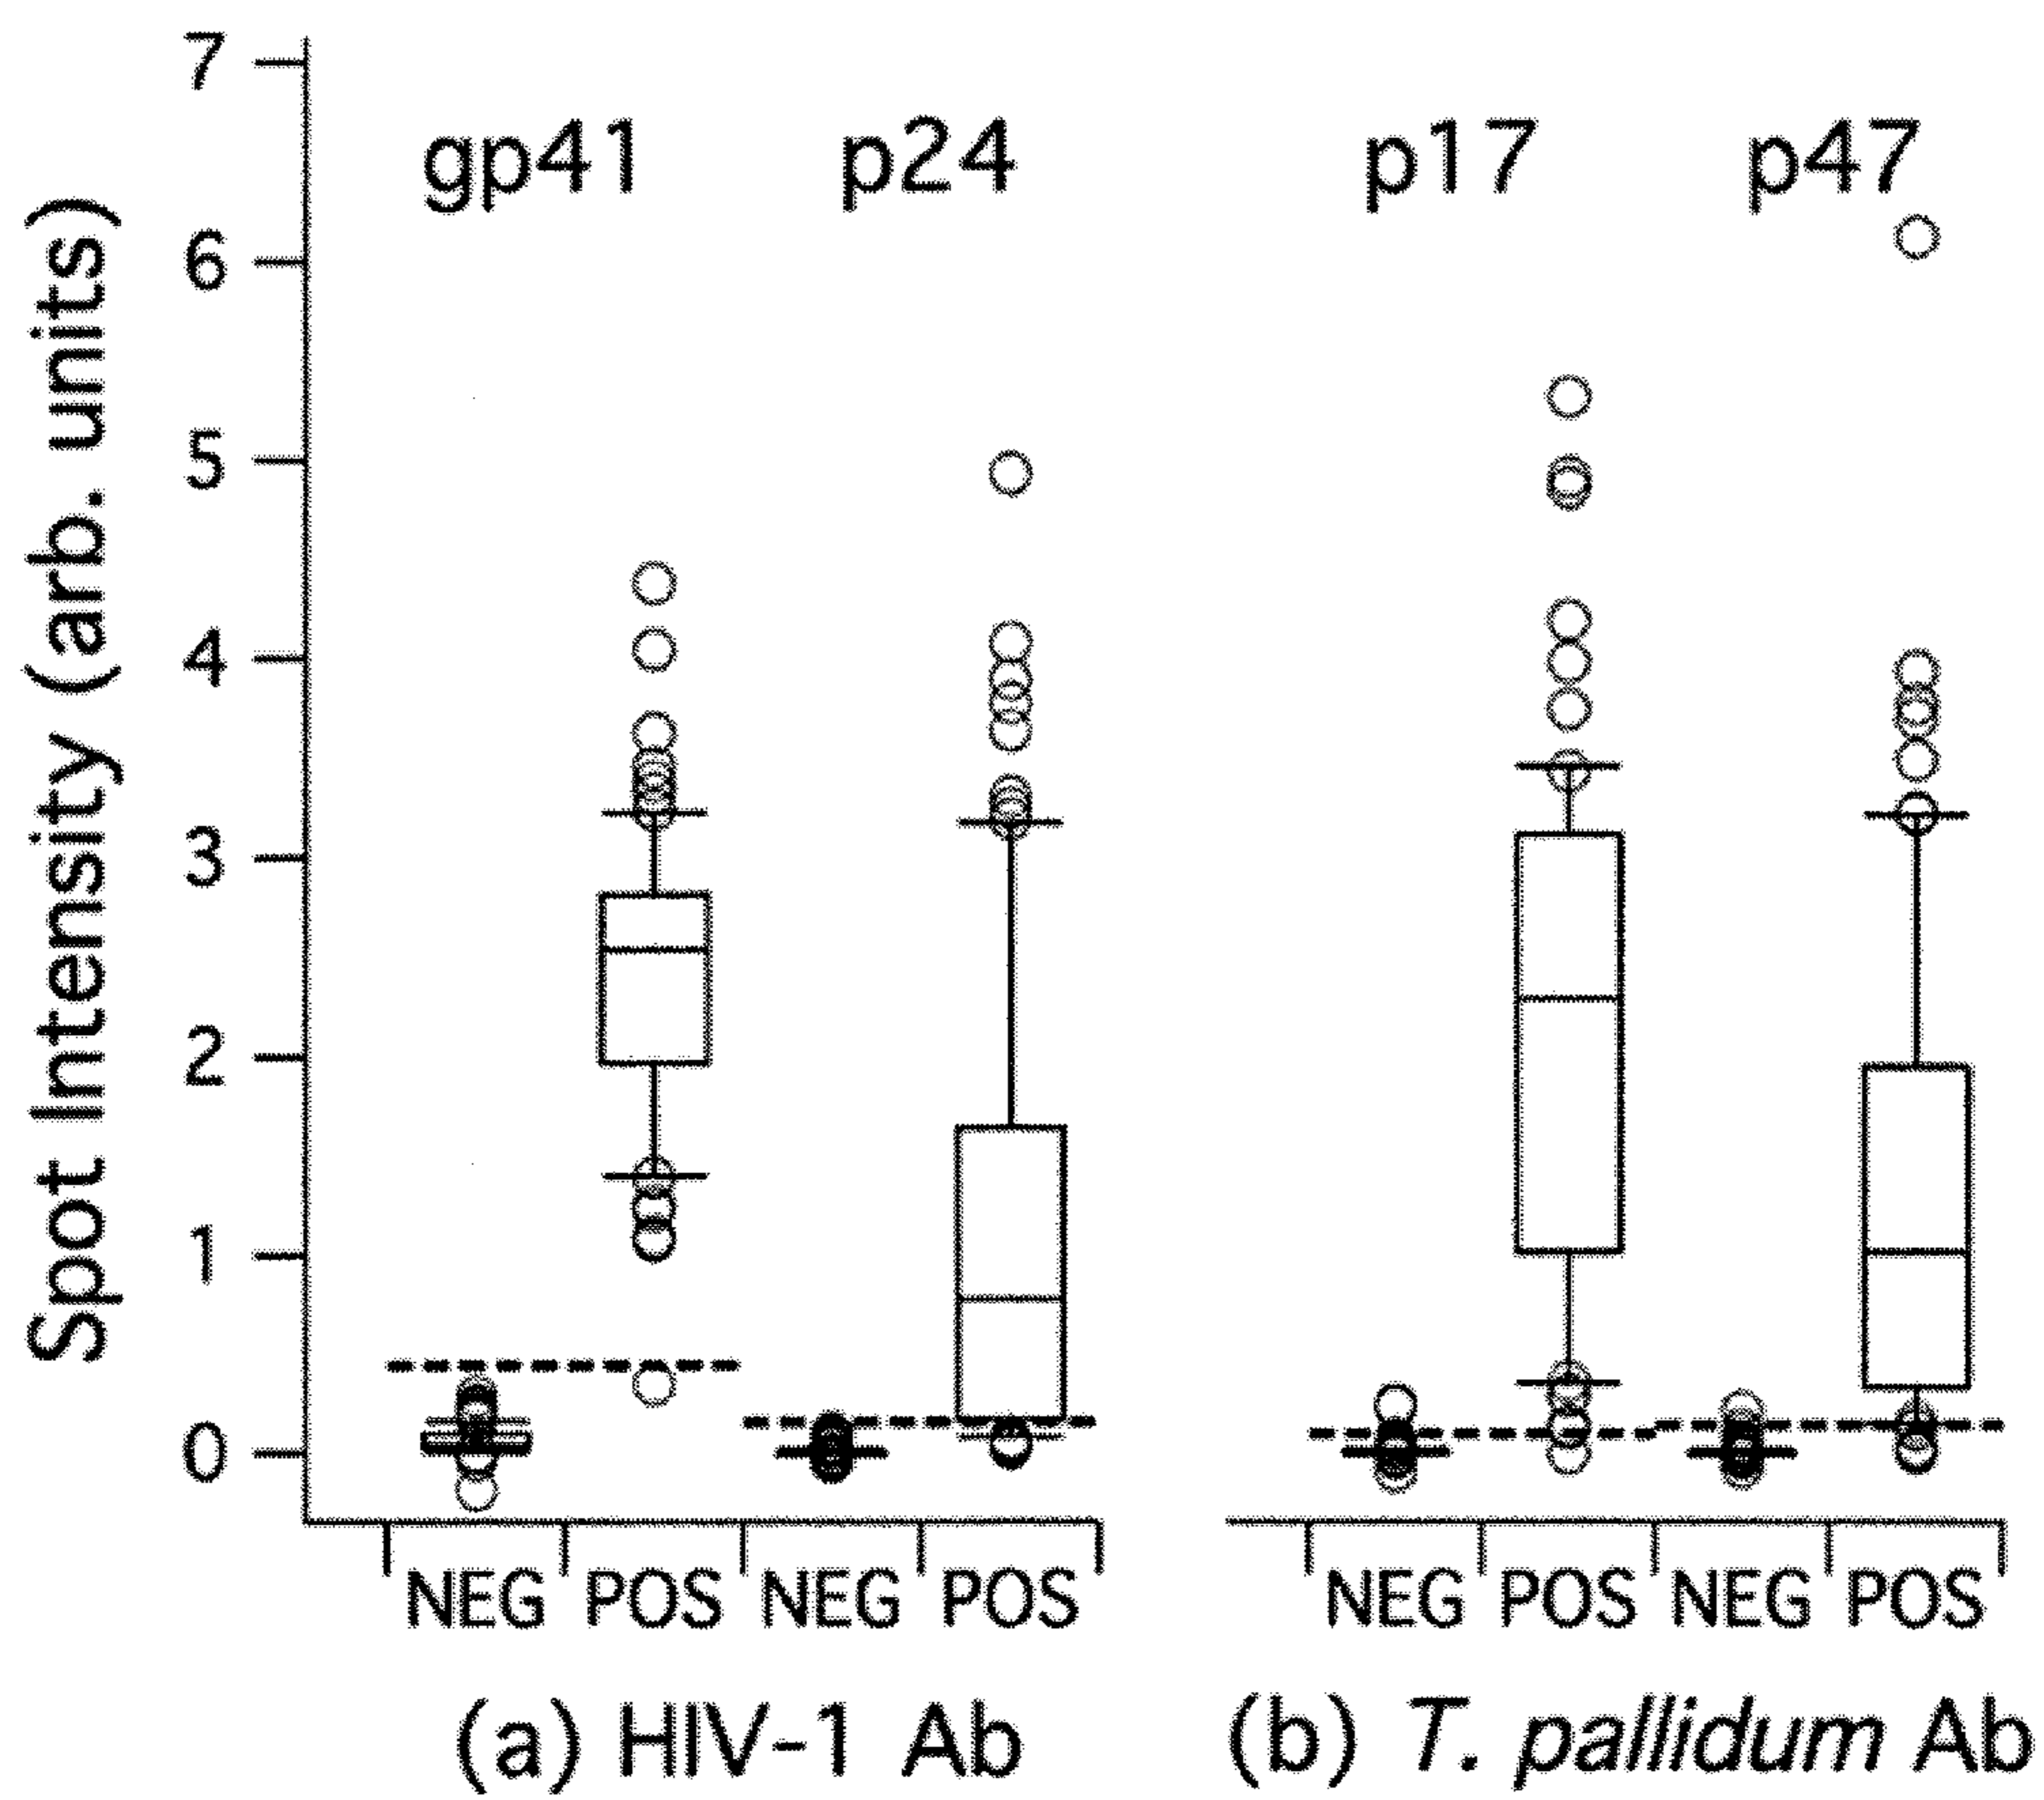 Spot Intensity (arb. units)
7
6
5
4
3
2
1
0
gp41 p24 p17 p47
NEG POS NEG POS NEG POS NEG POS
(a) HIV-1 Ab (b) T. pallidum Ab